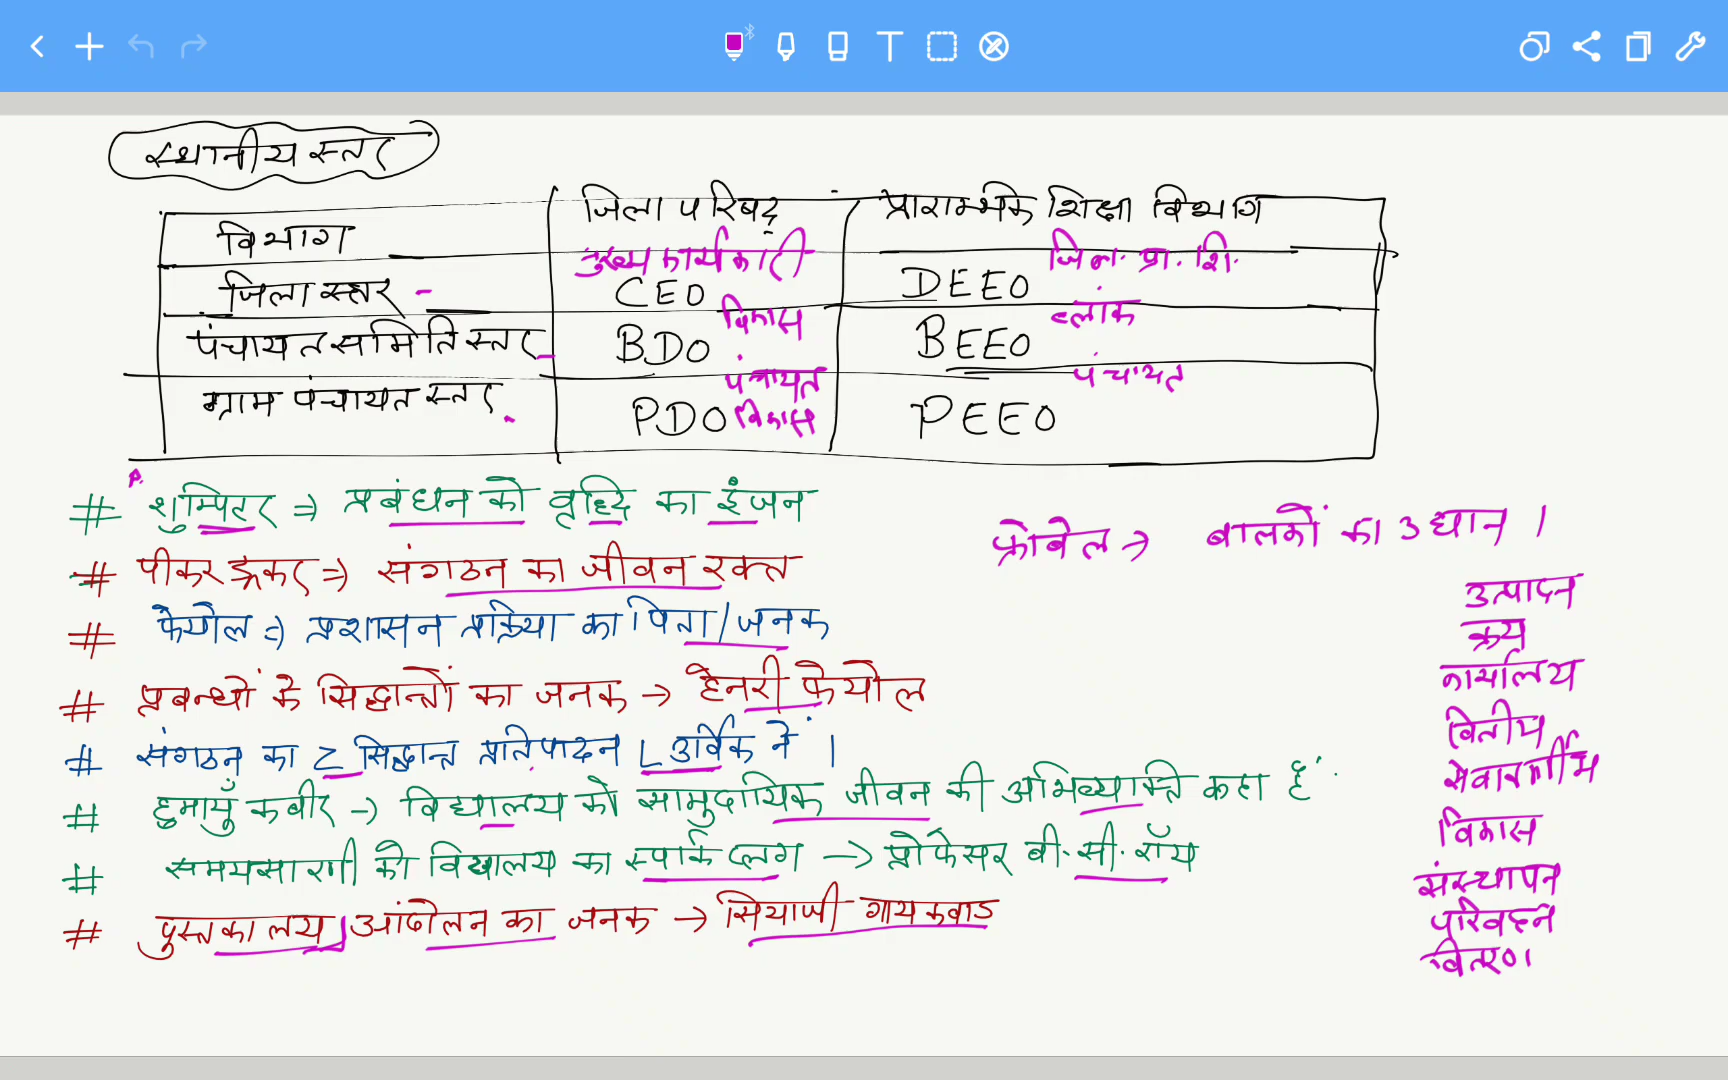 स्थानीय स्तर
विभाग जिला परिषद् प्रारम्भिक शिक्षा विभाग
मुख्य कार्यकारी जिला. प्रा. शि.
जिला स्तर - CEO DEEO
विकास ब्लांक
पंचायत समिति स्तर - BDO BEEO
पंचायत पंचायत
ग्राम पंचायत स्तर PDO विकास PEEO
# शुम्पिटर ⇒ प्रबंधन को वृद्दि का इंजन
फ्रोबेल → बालकों का उधान ।
# पीकर ड्रकर ⇒ संगठन का जीवन रक्त
# फेयोल ⇒ प्रशासन प्रक्रिया का पिता/जनक
# प्रबन्धों के सिद्धान्तों का जनक → हेनरी फेयोल
# संगठन का Z सिद्धान्त प्रतिपादन L उर्विक ने ।
# हुमायुँ कबीर → विद्यालय को सामुदायिक जीवन की अभिव्यक्ति कहा है
# समयसारणी को विद्यालय का स्पार्क प्लग → प्रोफेसर बी. सी. रॉय
# पुस्तकालय आंदोलन का जनक → सियाजी गायकवाड
उत्पादन
क्रय
कार्यालय
वित्तीय
सेवावर्गीय
विकास
संस्थापन
परिवहन
वितरण